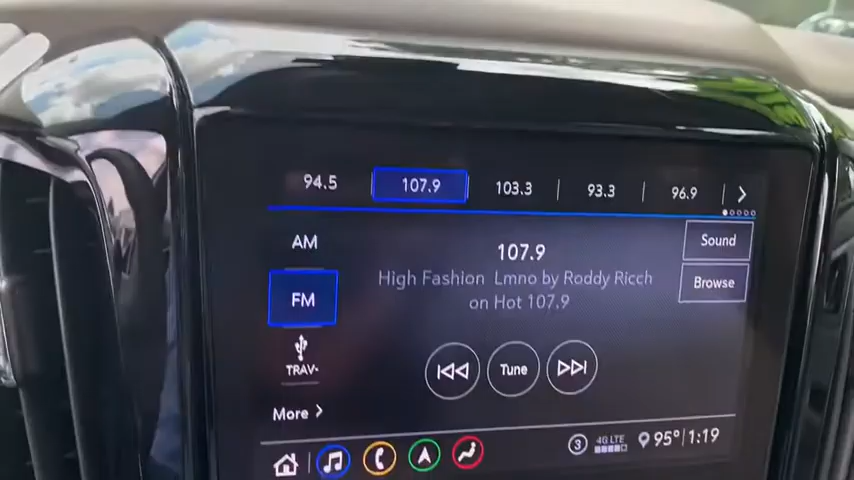 94.5 107.9 103.3 93.3 96.9
AM
FM
TRAV-
More
107.9
High Fashion Lmno by Roddy Ricch
on Hot 107.9
Sound
Browse
Tune
3 4G LTE 95° 1:19